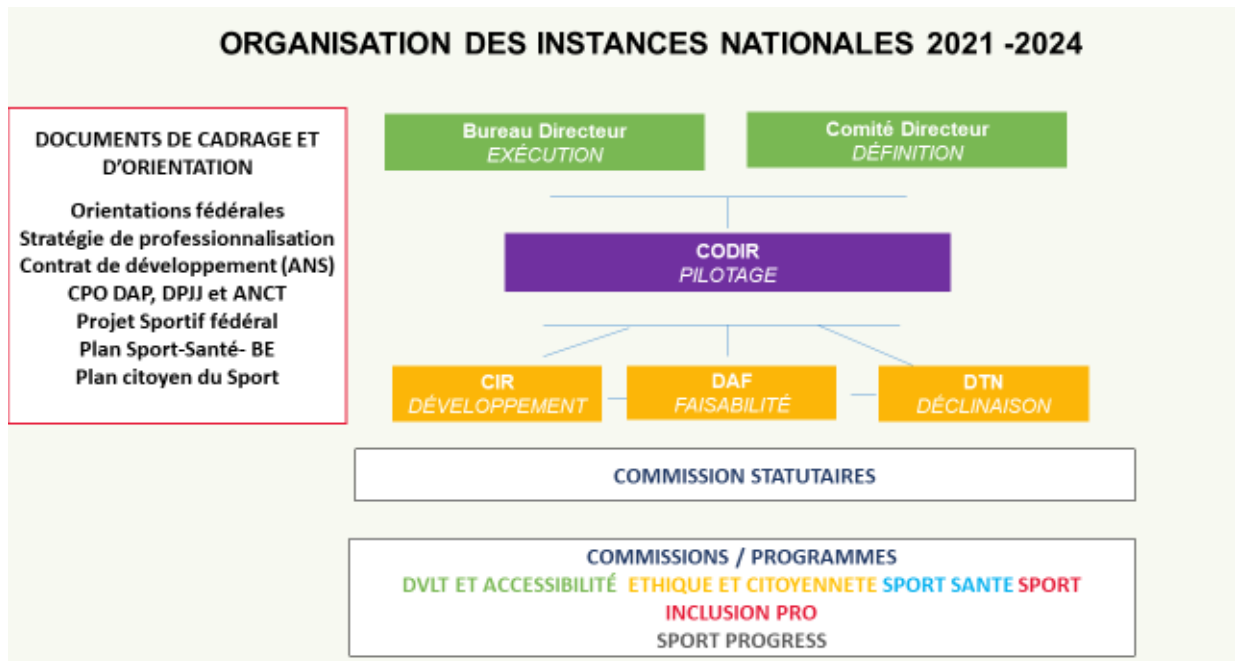 ORGANISATION DES INSTANCES NATIONALES 2021 -2024
DOCUMENTS DE CADRAGE ET
D'ORIENTATION
Orientations fédérales
Stratégie de professionnalisation
Contrat de développement (ANS)
CPO DAP, DPJJ et ANCT
Projet Sportif fédéral
Plan Sport-Santé- BE
Plan citoyen du Sport
Bureau Directeur
EXÉCUTION
Comité Directeur
DÉFINITION
CODIR
PILOTAGE
CIR
DÉVELOPPEMENT
DAF
FAISABILITÉ
DTN
DÉCLINAISON
COMMISSION STATUTAIRES
COMMISSIONS / PROGRAMMES
DVLT ET ACCESSIBILITÉ ETHIQUE ET CITOYENNETE SPORT SANTE SPORT
INCLUSION PRO
SPORT PROGRESS